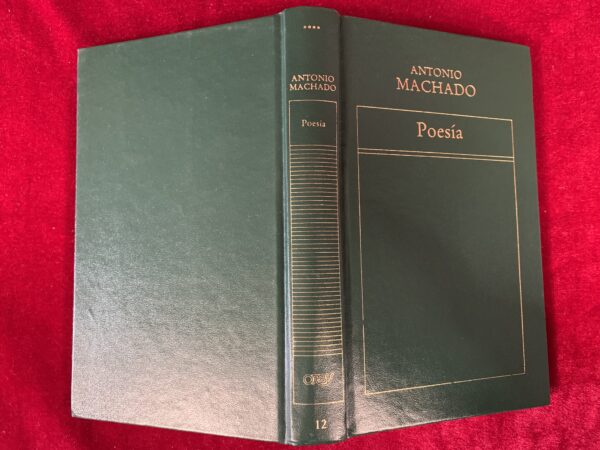 ANTONIO
MACHADO
Poesía
12
ANTONIO
MACHADO
Poesía